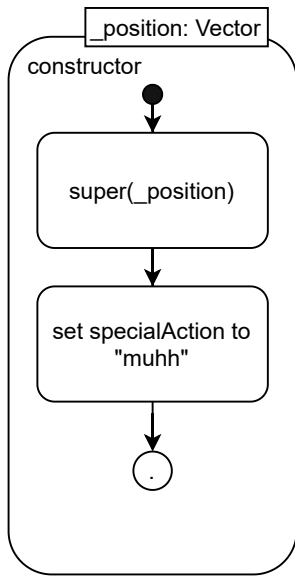 _position: Vector
constructor
super(_position)
set specialAction to
"muhh"
.